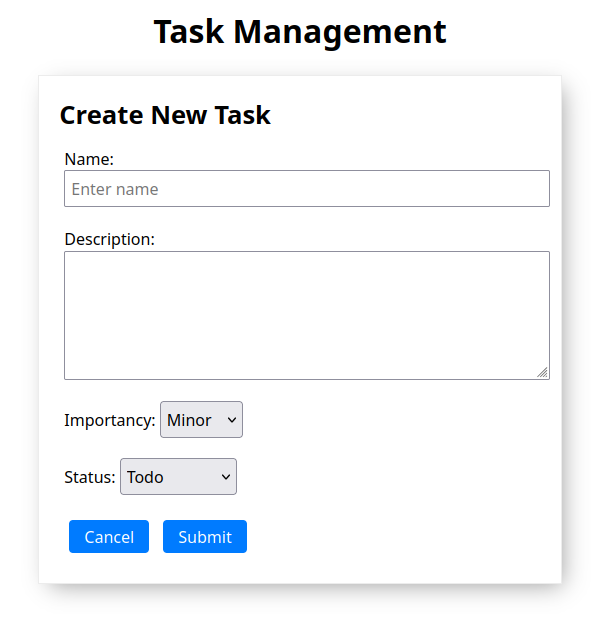 Task Management
Create New Task
Name:
Enter name
Description:
Importancy: Minor
Status: Todo
Cancel Submit